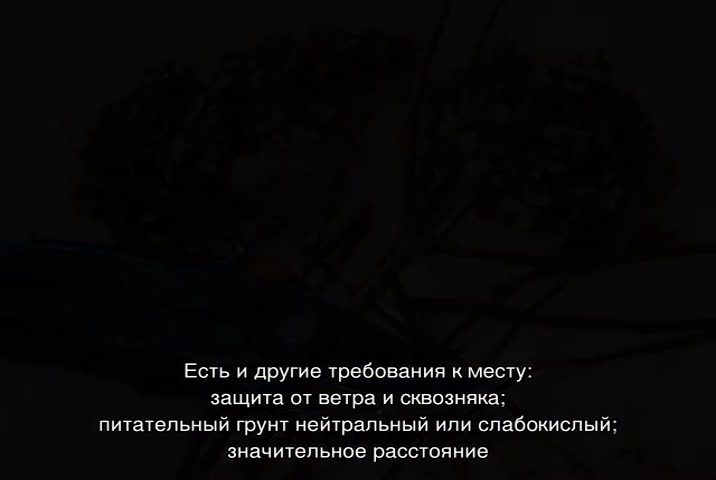 Есть и другие требования к месту:
защита от ветра и сквозняка;
питательный грунт нейтральный или слабокислый;
значительное расстояние